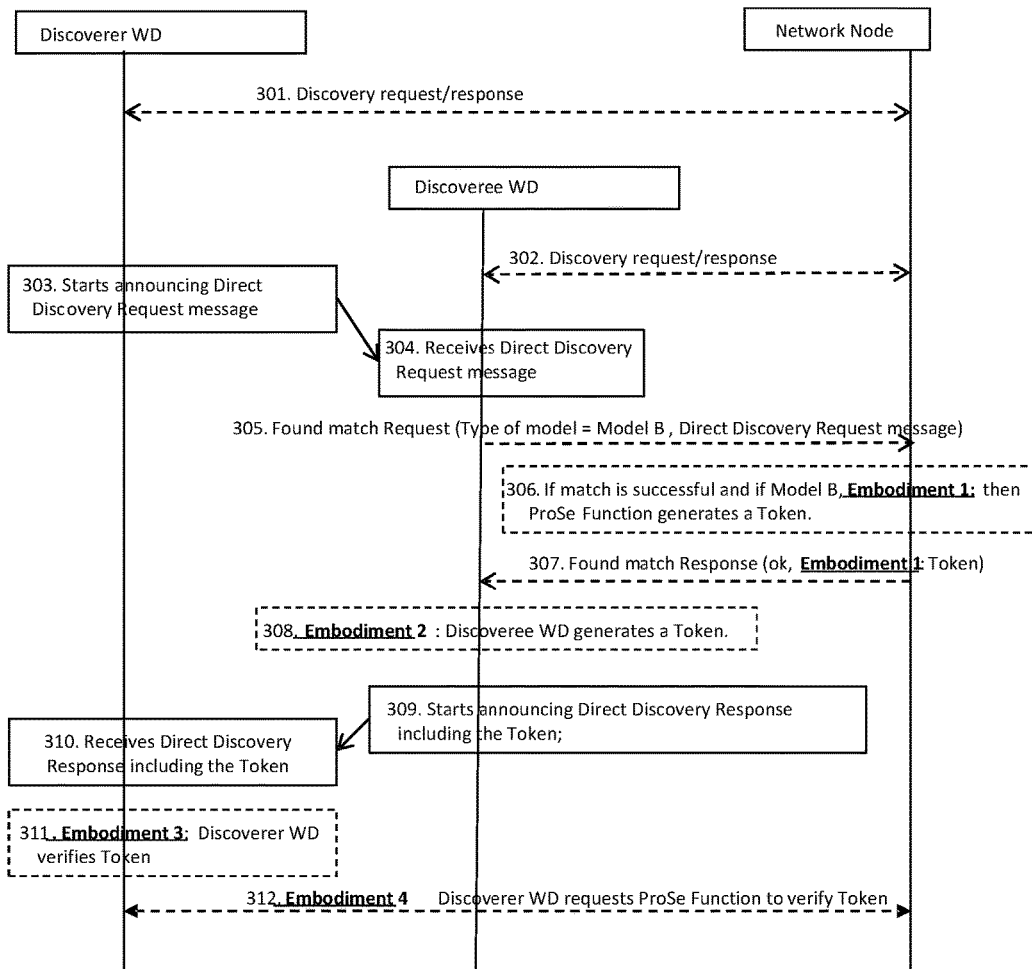 Discoverer WD
Network Node
301. Discovery request/response
Discoveree WD
302. Discovery request/response
303. Starts announcing Direct
Discovery Request message
304. Receives Direct Discovery
Request message
305. Found match Request (Type of model = Model B , Direct Discovery Request message)
306. If match is successful and if Model B, Embodiment 1: then
ProSe Function generates a Token.
307. Found match Response (ok, Embodiment 1: Token)
308. Embodiment 2 : Discoveree WD generates a Token.
309. Starts announcing Direct Discovery Response
including the Token;
310. Receives Direct Discovery
Response including the Token
311. Embodiment 3: Discoverer WD
verifies Token
312. Embodiment 4 Discoverer WD requests ProSe Function to verify Token